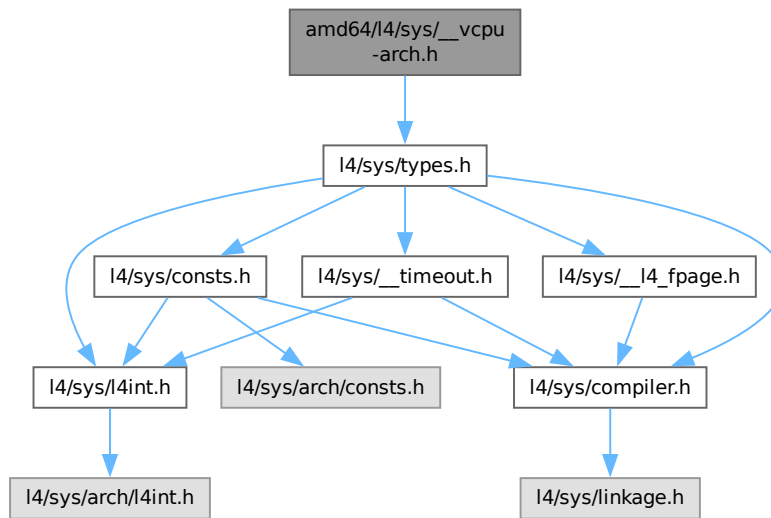 amd64/l4/sys/__vcpu
-arch.h
l4/sys/types.h
l4/sys/consts.h
l4/sys/__timeout.h
l4/sys/__l4_fpage.h
l4/sys/l4int.h
l4/sys/arch/consts.h
l4/sys/compiler.h
l4/sys/arch/l4int.h
l4/sys/linkage.h